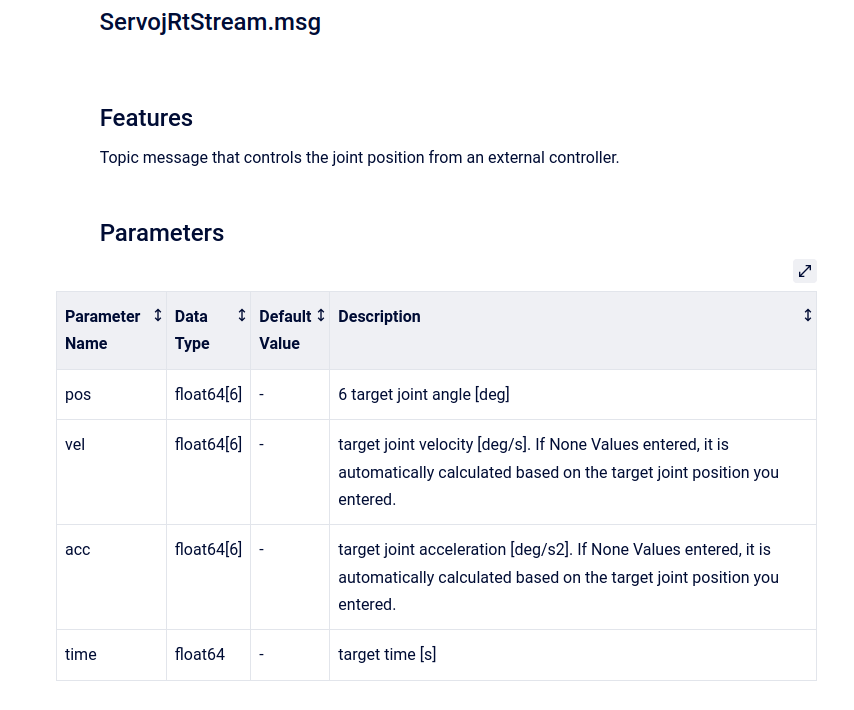 ServojRtStream.msg
Features
Topic message that controls the joint position from an external controller.
Parameters
Parameter Name
Data Type
Default Value
Description
pos
float64[6]
-
6 target joint angle [deg]
vel
float64[6]
-
target joint velocity [deg/s]. If None Values entered, it is
automatically calculated based on the target joint position you
entered.
acc
float64[6]
-
target joint acceleration [deg/s2]. If None Values entered, it is
automatically calculated based on the target joint position you
entered.
time
float64
-
target time [s]